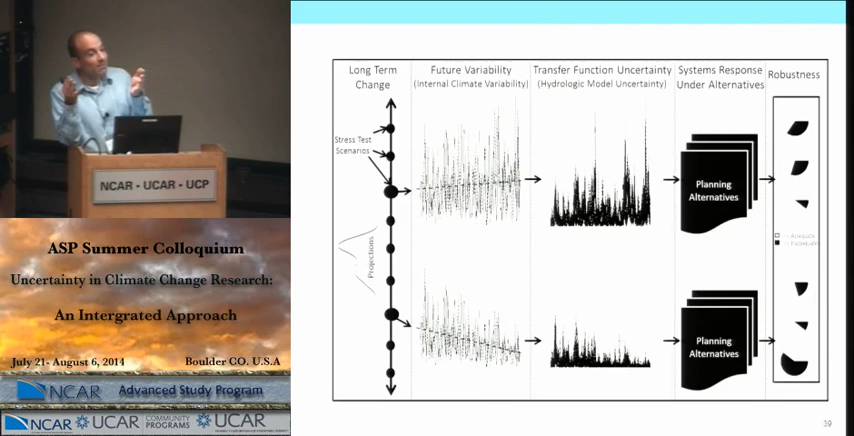 NCAR - UCAR - UCP
ASP Summer Colloquium
Uncertainty in Climate Change Research:
An Intergrated Approach
July 21- August 6, 2014
Boulder CO. U.S.A
NCAR Advanced Study Program
NCAR
UCAR
COMMUNITY
PROGRAMS
UCAR
Long Term
Change
Future Variability
(Internal Climate Variability)
Transfer Function Uncertainty
(Hydrologic Model Uncertainty)
Systems Response
Under Alternatives
Robustness
Stress Test
Scenarios
Projections
Planning
Alternatives
Planning
Alternatives
39